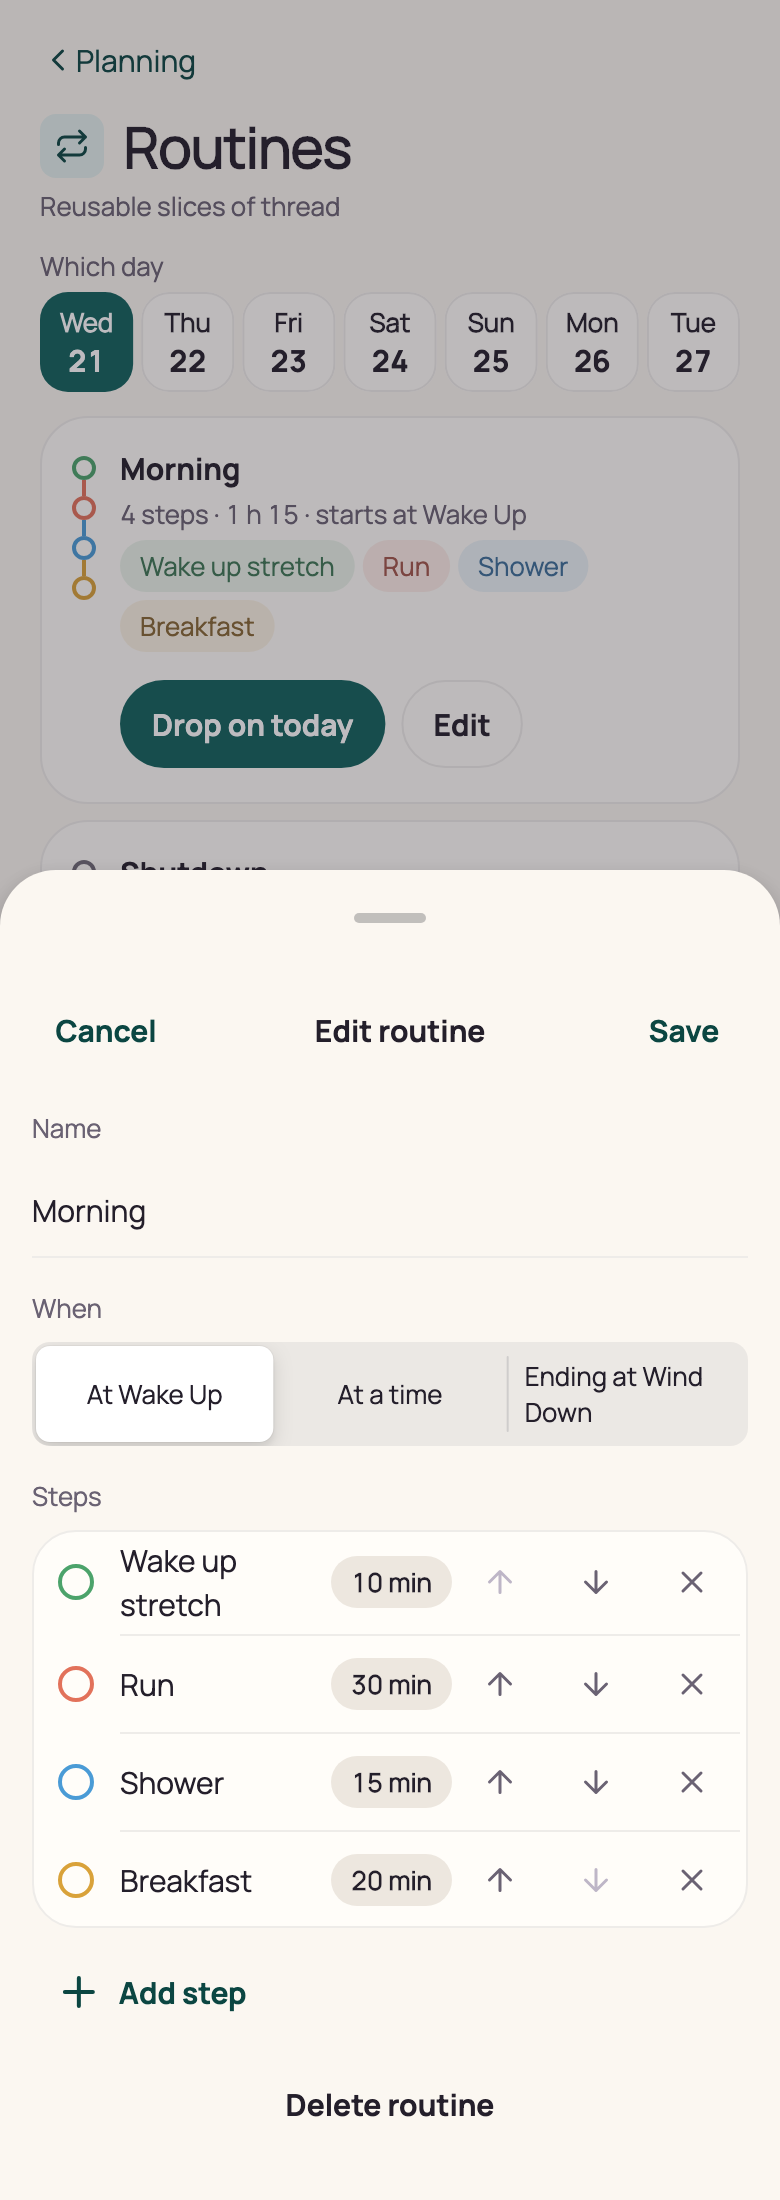 Planning
Routines
Reusable slices of thread
Which day
Wed Thu Fri Sat Sun Mon Tue
21 22 23 24 25 26 27
Morning
4 steps · 1 h 15 · starts at Wake Up
Wake up stretch Run Shower
Breakfast
Drop on today Edit
Shutdown
Cancel Edit routine Save
Name
Morning
When
At Wake Up At a time Ending at Wind
Down
Steps
Wake up
stretch 10 min
Run 30 min
Shower 15 min
Breakfast 20 min
Add step
Delete routine